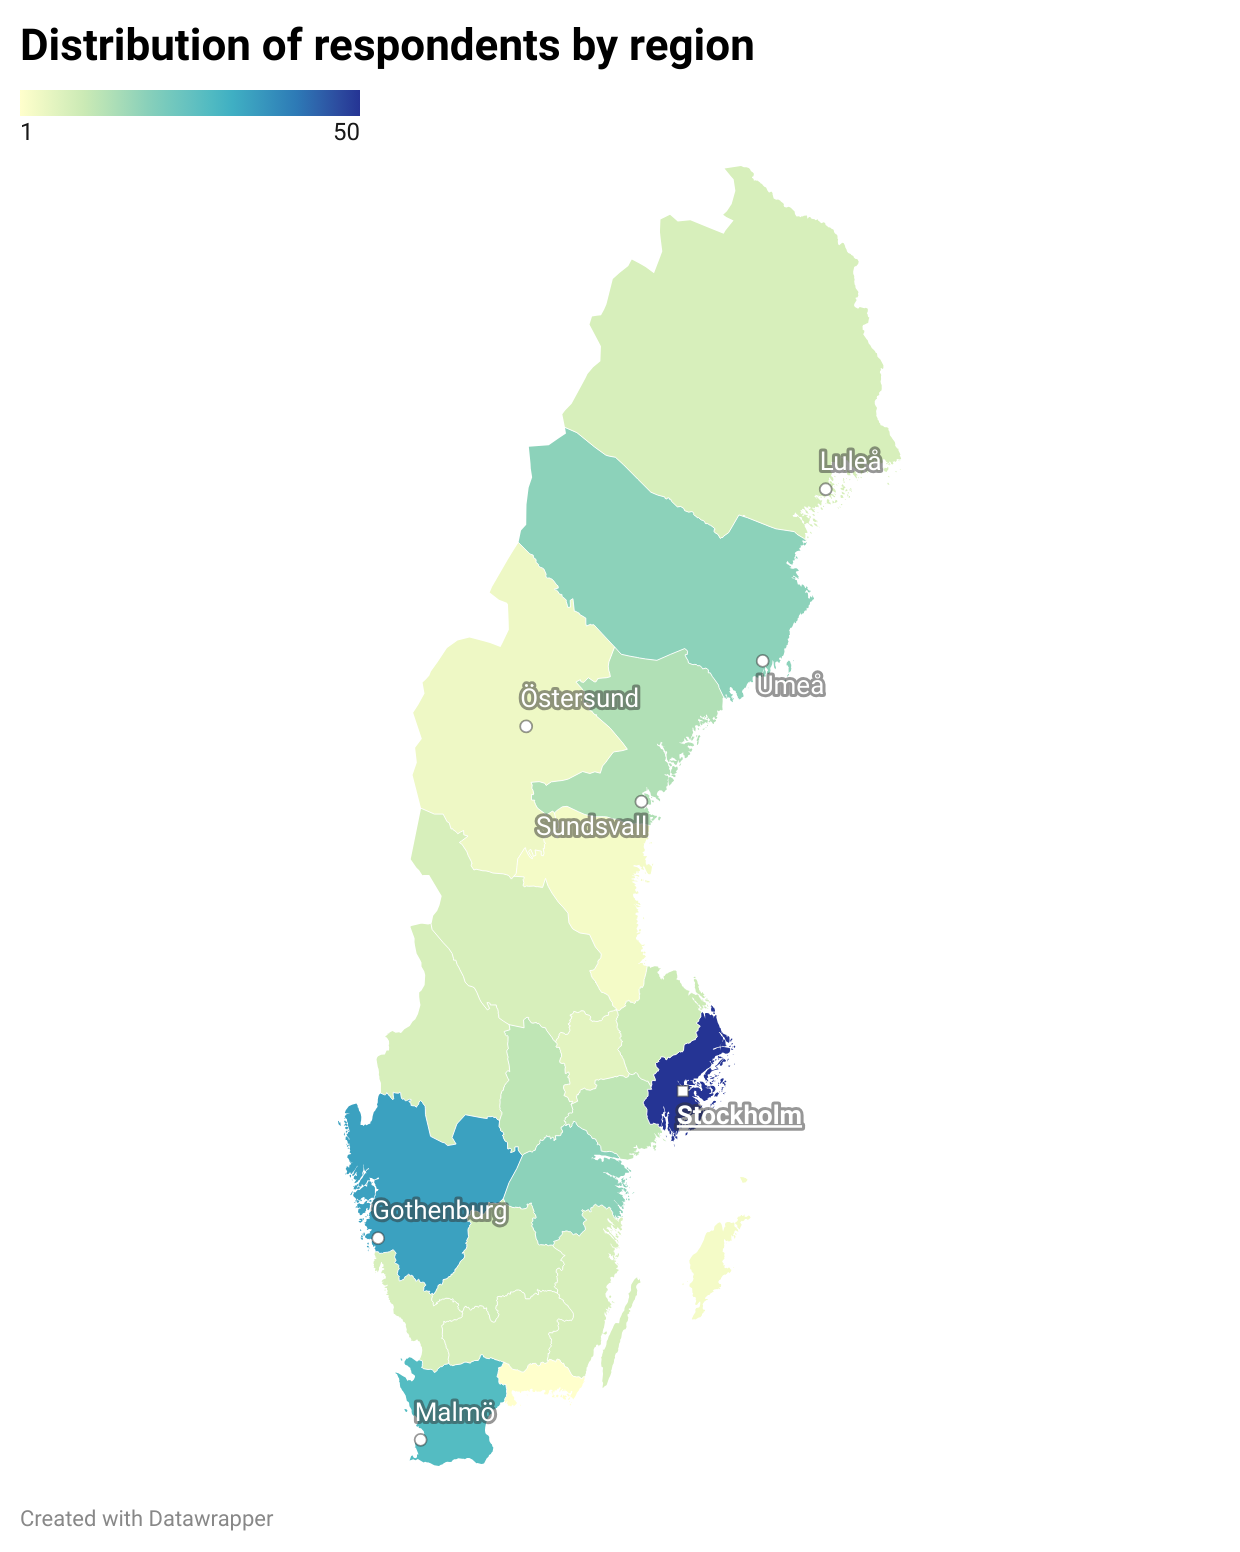 Distribution of respondents by region
1 50
Luleå
Umeå
Östersund
Sundsvall
Stockholm
Gothenburg
Malmö
Created with Datawrapper